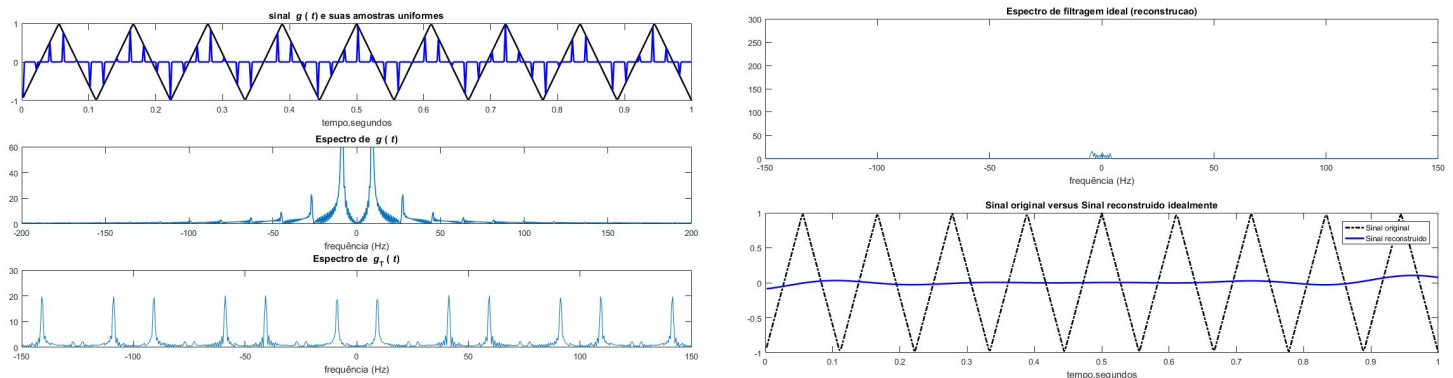 sinal g ( t) e suas amostras uniformes
1
0
-1
0 0.1 0.2 0.3 0.4 0.5 0.6 0.7 0.8 0.9 1
tempo,segundos
Espectro de g ( t)
60
40
20
0
-200 -150 -100 -50 0 50 100 150 200
frequência (Hz)
Espectro de g_T ( t)
30
20
10
0
-150 -100 -50 0 50 100 150
frequência (Hz)
Espectro de filtragem ideal (reconstrucao)
300
250
200
150
100
50
0
-150 -100 -50 0 50 100 150
frequência (Hz)
Sinal original versus Sinal reconstruido idealmente
1
0.5
0
-0.5
-1
Sinal original
Sinal reconstruido
0 0.1 0.2 0.3 0.4 0.5 0.6 0.7 0.8 0.9 1
tempo,segundos